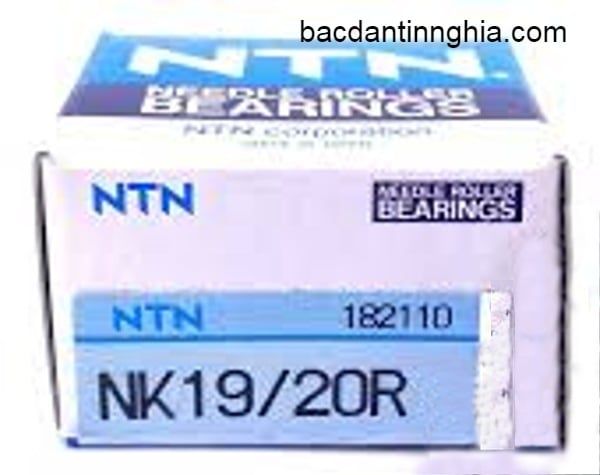 bacdantinnghia.com
NTN.
NEEDLE ROLLER
BEARINGS
NTN corporation
NTN
NEEDLE ROLLER
BEARINGS
NTN
182110
NK19/20R